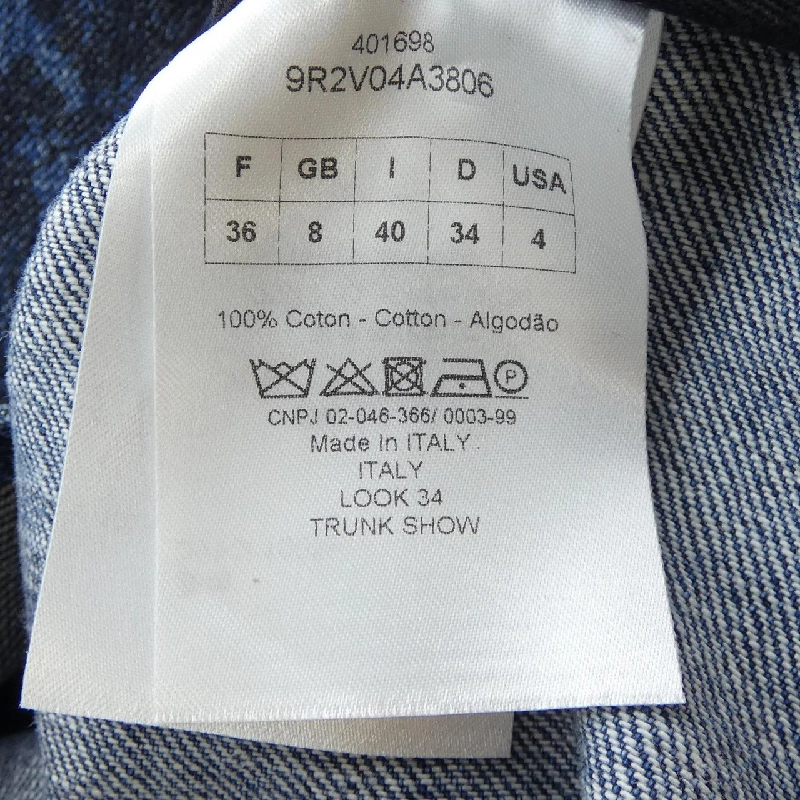 401698
9R2V04A3806
F GB I D USA
36 8 40 34 4
100% Coton - Cotton - Algodão
P
CNPJ 02-046-366/ 0003-99
Made in ITALY
ITALY
LOOK 34
TRUNK SHOW